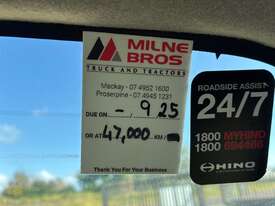 MILNE
BROS
TRUCK AND TRACTORS
Mackay - 07 4952 1600
Proserpine - 07 4945 1231
DUE ON - / 9 25
OR AT 47,000 KM/
Thank You For Your Business
ROADSIDE ASSIST
24/7
1800 MYHINO
1800 694466
HINO